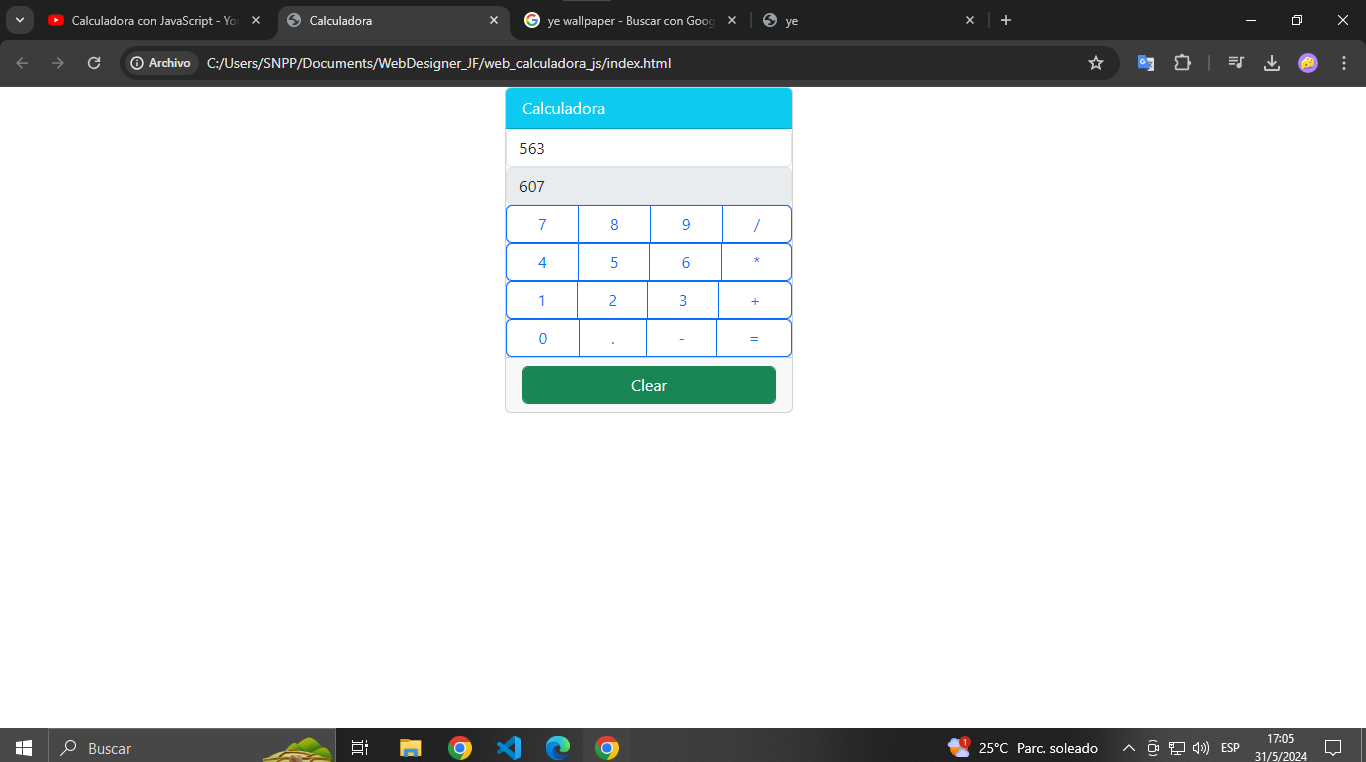 Calculadora con JavaScript - Yo
Calculadora
ye wallpaper - Buscar con Goog
ye
Archivo
C:/Users/SNPP/Documents/WebDesigner_JF/web_calculadora_js/index.html
Calculadora
563
607
7 8 9 /
4 5 6 *
1 2 3 +
0 . - =
Clear
Buscar
1
25°C Parc. soleado
ESP
17:05
31/5/2024